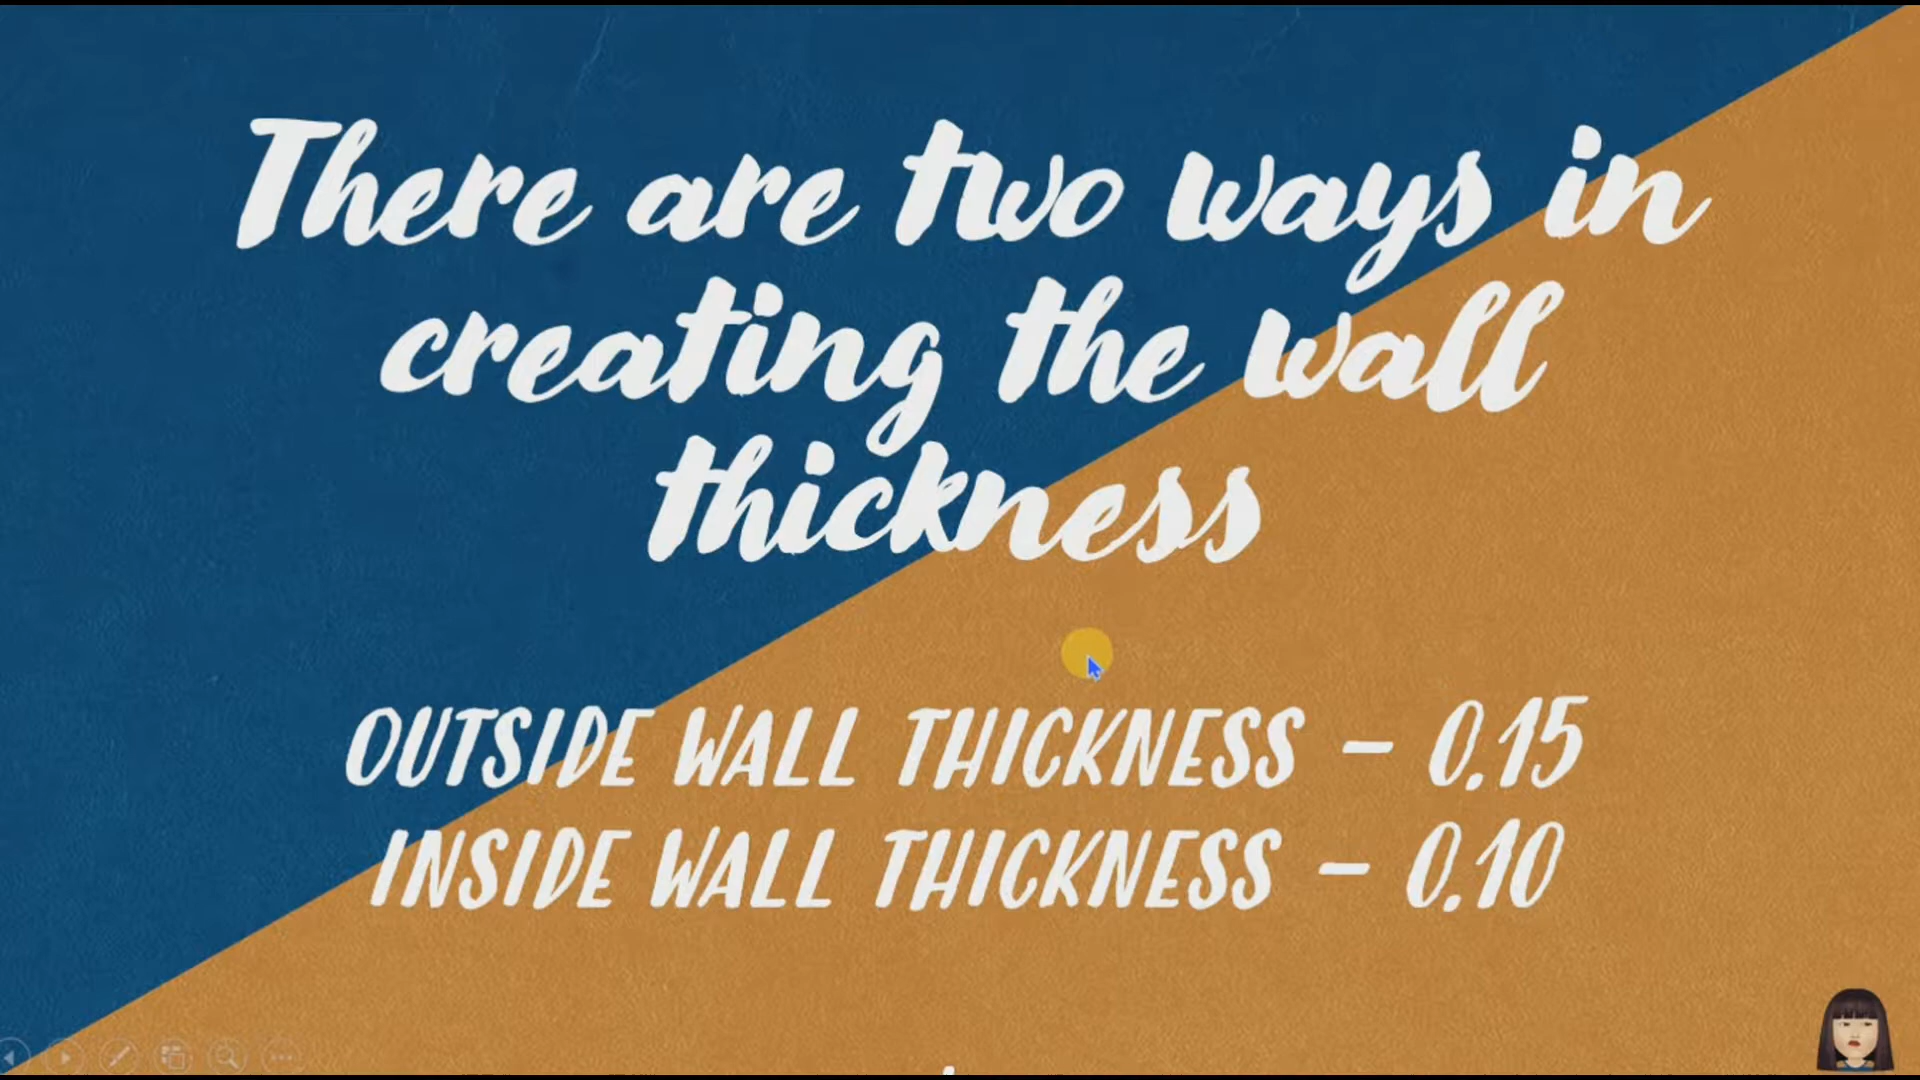 There are two ways in
creating the wall
thickness
OUTSIDE WALL THICKNESS - 0.15
INSIDE WALL THICKNESS - 0.10